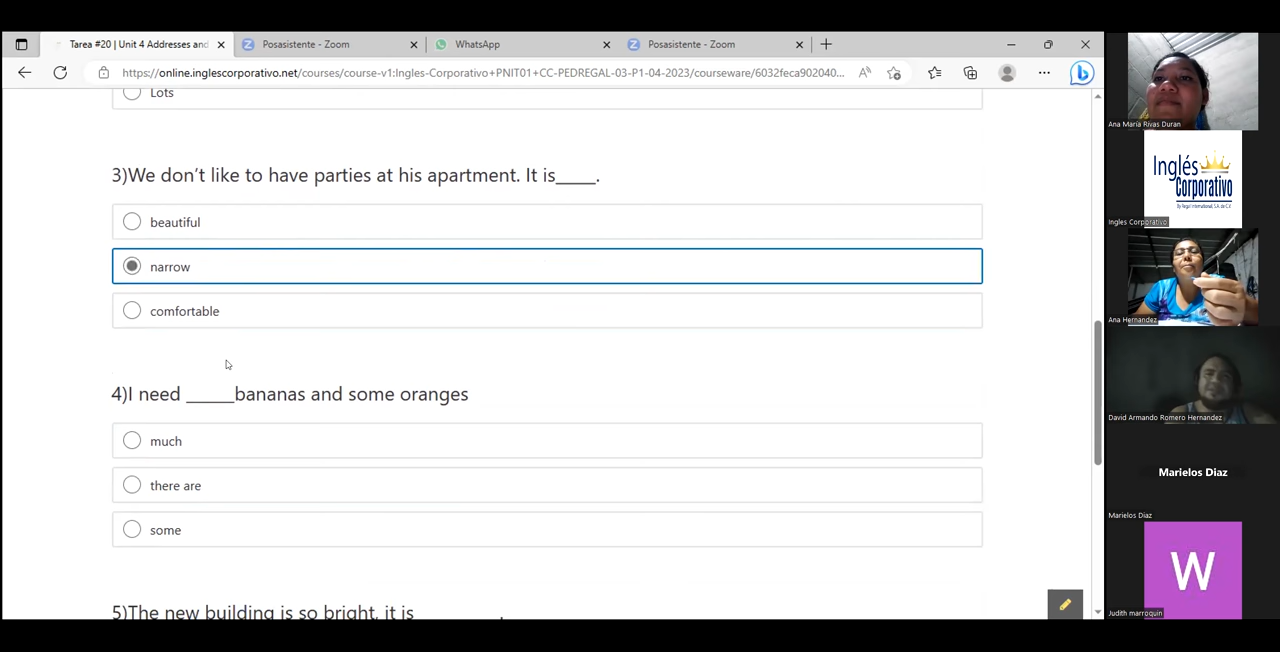 Tarea #20 | Unit 4 Addresses and
Posasistente - Zoom
WhatsApp
Posasistente - Zoom
https://online.inglescorporativo.net/courses/course-v1:Ingles-Corporativo+PNIT01+CC-PEDREGAL-03-P1-04-2023/courseware/6032feca902040...
Lots
3)We don't like to have parties at his apartment. It is_____.
beautiful
narrow
comfortable
4)I need ______bananas and some oranges
much
there are
some
5)The new building is so bright, it is __________.
Ana María Rivas Duran
Inglés
Corporativo
Ingles Corporativo
Ana Hernandez
David Armando Romero Hernandez
Marielos Diaz
Marielos Diaz
W
Judith marroquin